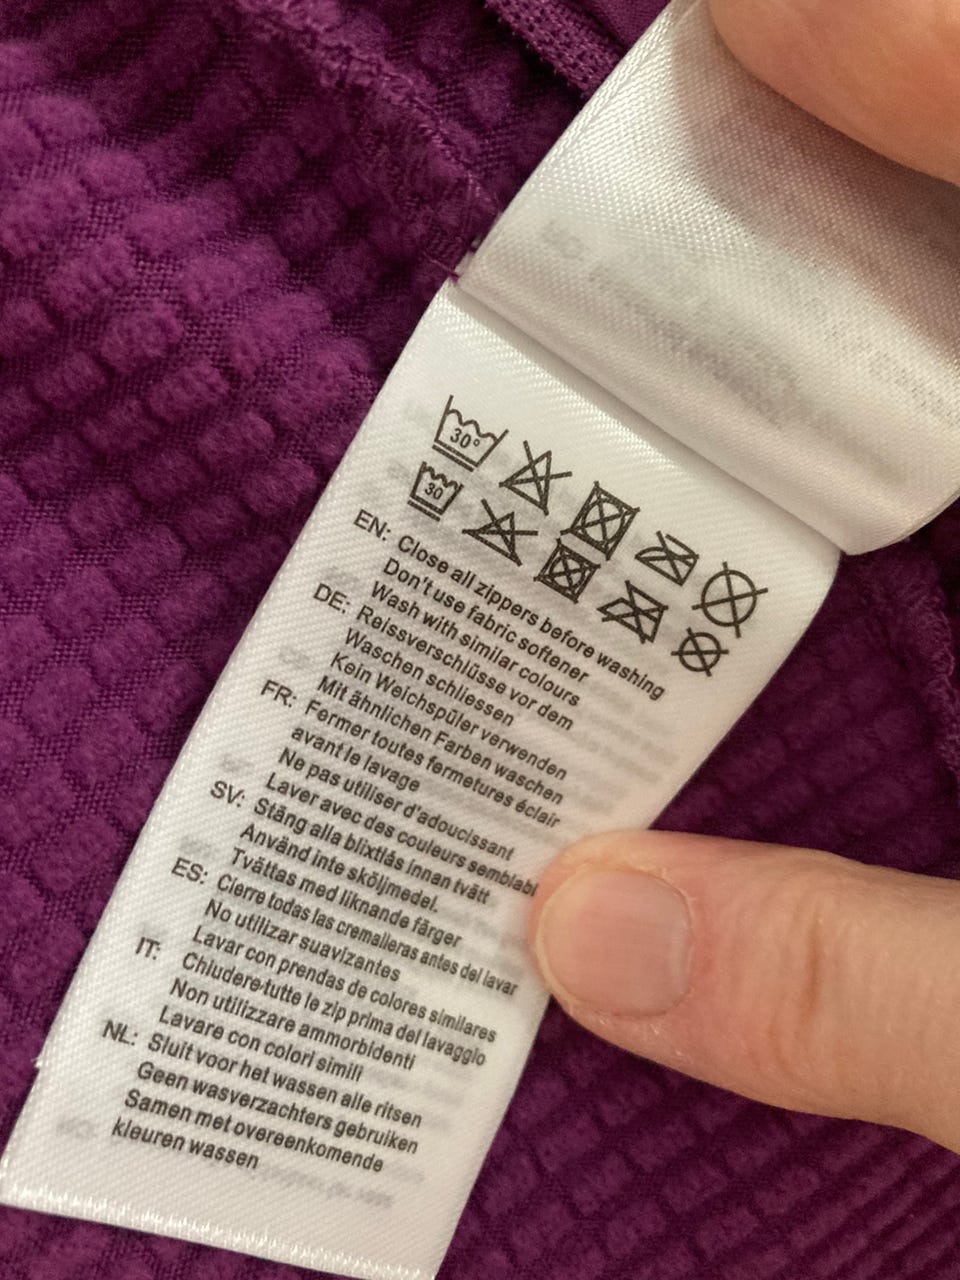 30°
30
EN: Close all zippers before washing
Don't use fabric softener
Wash with similar colours
DE: Reissverschlüsse vor dem
Waschen schliessen
Kein Weichspüler verwenden
Mit ähnlichen Farben waschen
FR: Fermer toutes fermetures éclair
avant le lavage
Ne pas utiliser d'adoucissant
Laver avec des couleurs semblabl
SV: Stäng alla blixtlås innan tvätt
Använd inte sköljmedel.
Tvättas med liknande färger
ES: Cierre todas las cremalleras antes del lavar
No utilizar suavizantes
Lavar con prendas de colores similares
IT: Chiudere tutte le zip prima del lavaggio
Non utilizzare ammorbidenti
Lavare con colori simili
NL: Sluit voor het wassen alle ritsen
Geen wasverzachters gebruiken
Samen met overeenkomende
kleuren wassen